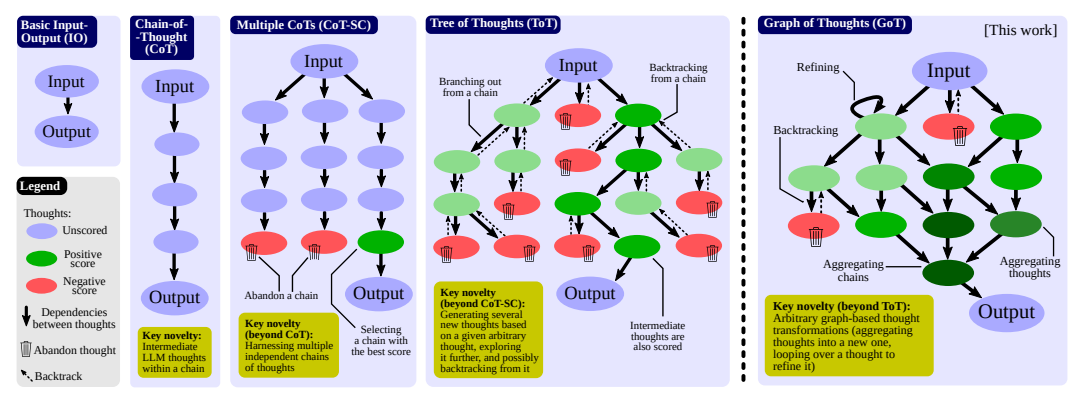 Basic Input-
Output (IO)
Input
Output
Legend
Thoughts:
Unscored
Positive
score
Negative
score
Dependencies
between thoughts
Abandon thought
Backtrack
Chain-of-
-Thought
(CoT)
Input
Output
Key novelty:
Intermediate
LLM thoughts
within a chain
Multiple CoTs (CoT-SC)
Input
Abandon a chain
Output
Selecting
a chain with
the best score
Key novelty
(beyond CoT):
Harnessing multiple
independent chains
of thoughts
Tree of Thoughts (ToT)
Input
Branching out
from a chain
Backtracking
from a chain
Output
Intermediate
thoughts are
also scored
Key novelty
(beyond CoT-SC):
Generating several
new thoughts based
on a given arbitrary
thought, exploring
it further, and possibly
backtracking from it
Graph of Thoughts (GoT)
[This work]
Input
Refining
Backtracking
Aggregating
chains
Aggregating
thoughts
Output
Key novelty (beyond ToT):
Arbitrary graph-based thought
transformations (aggregating
thoughts into a new one,
looping over a thought to
refine it)